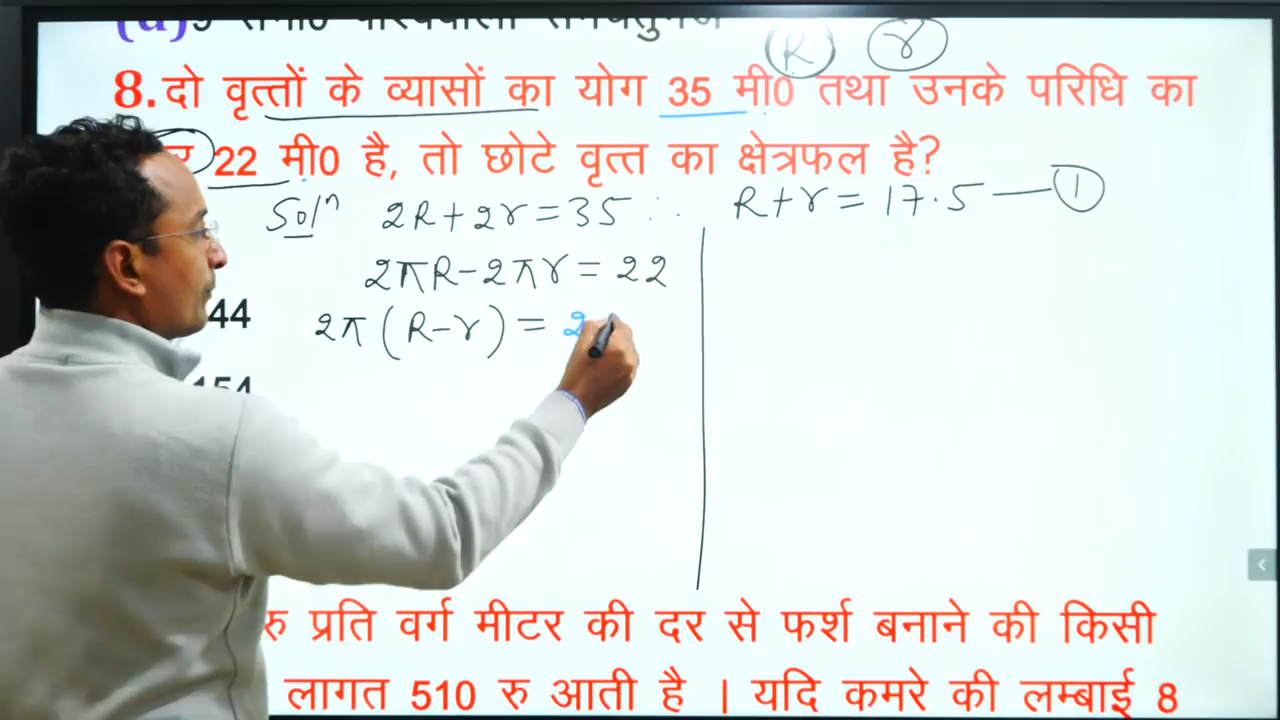 R r
8. दो वृत्तों के व्यासों का योग 35 मी0 तथा उनके परिधि का
22 मी0 है, तो छोटे वृत्त का क्षेत्रफल है?
Solⁿ 2R+2r=35 ∴ R+r=17.5 — 1
2πR-2πr=22
2π(R-r)=2
44
154
रु प्रति वर्ग मीटर की दर से फर्श बनाने की किसी
लागत 510 रु आती है । यदि कमरे की लम्बाई 8